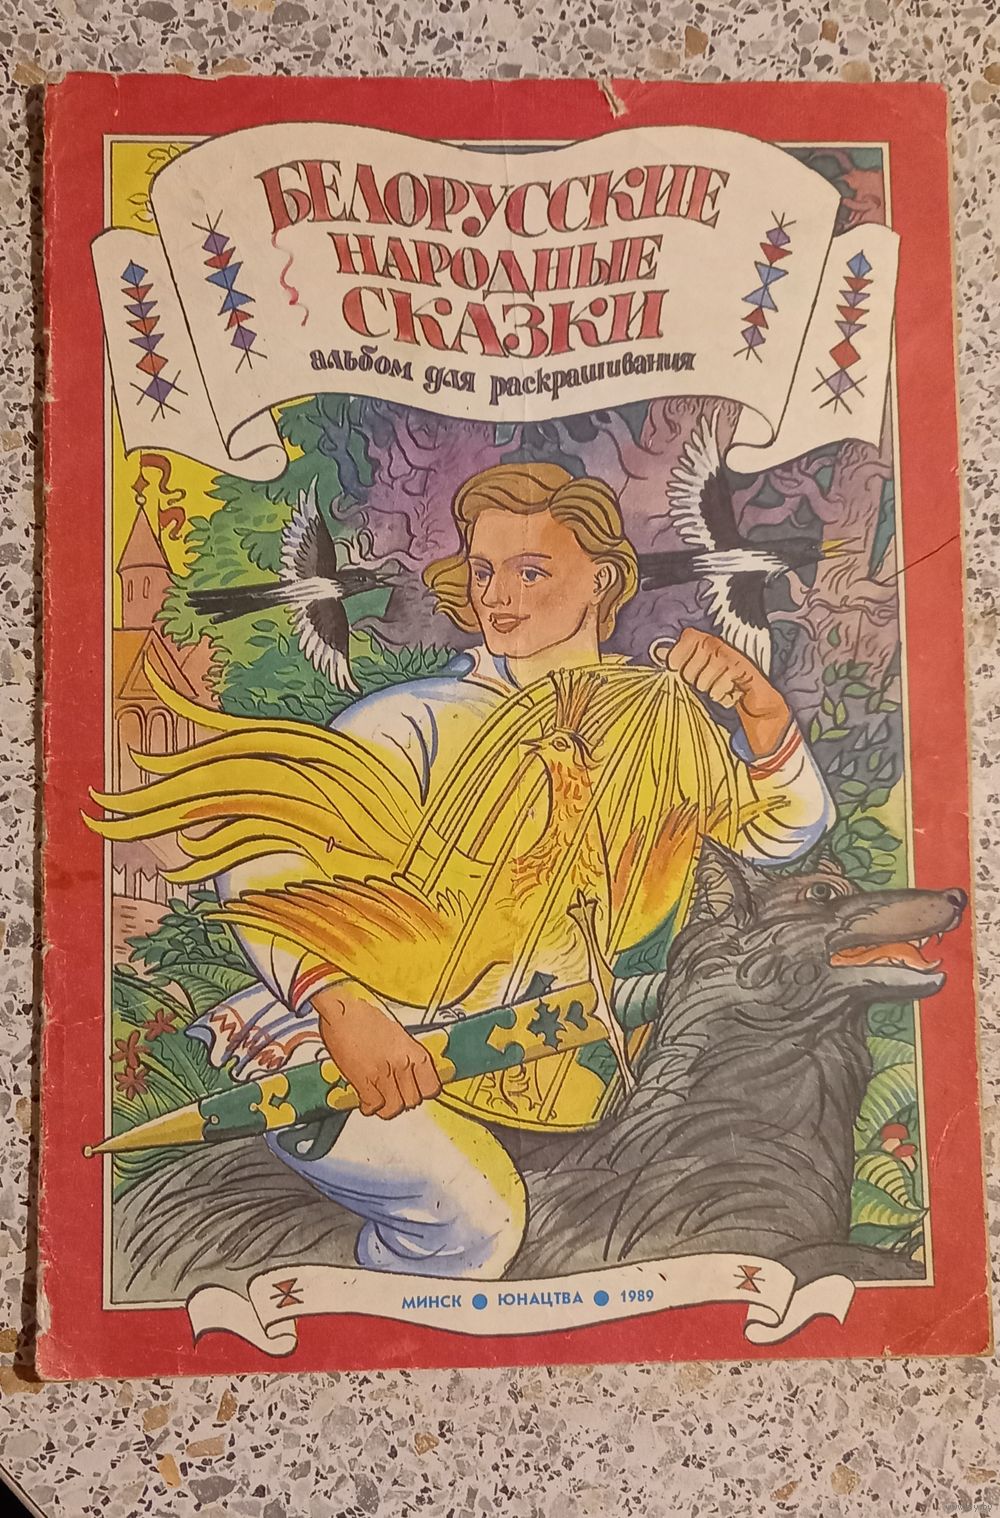 БЕЛОРУССКИЕ
НАРОДНЫЕ
СКАЗКИ
альбом для раскрашивания
МИНСК ● ЮНАЦТВА ● 1989